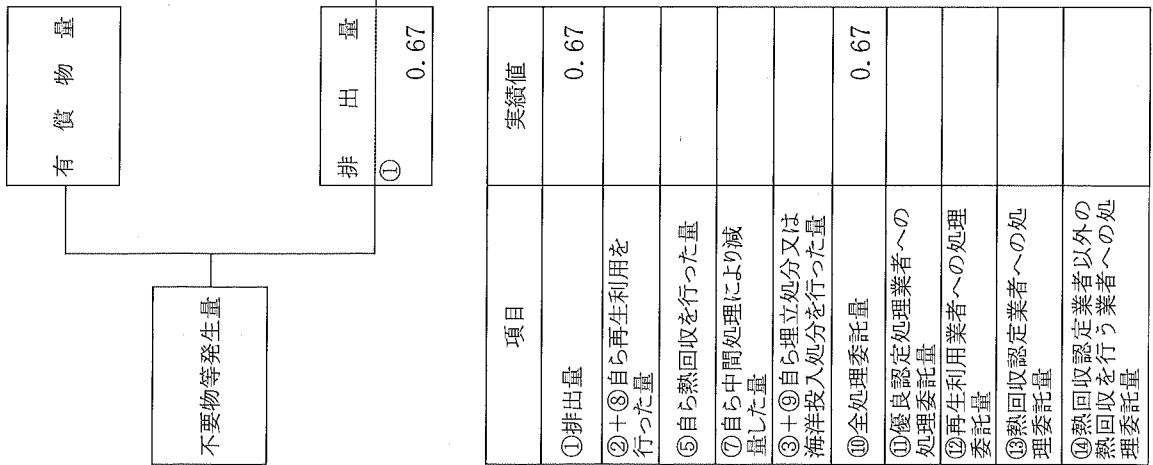 不要物等発生量
有償物量
排出量
①
0.67
項目
実績値
①排出量
0.67
②+⑧自ら再生利用を
行った量
⑤自ら熱回収を行った量
⑦自ら中間処理により減
量した量
③+⑨自ら埋立処分又は
海洋投入処分を行った量
⑩全処理委託量
0.67
⑪優良認定処理業者への
処理委託量
⑫再生利用業者への処理
委託量
⑬熱回収認定業者への処
理委託量
⑭熱回収認定業者以外の
熱回収を行う業者への処
理委託量